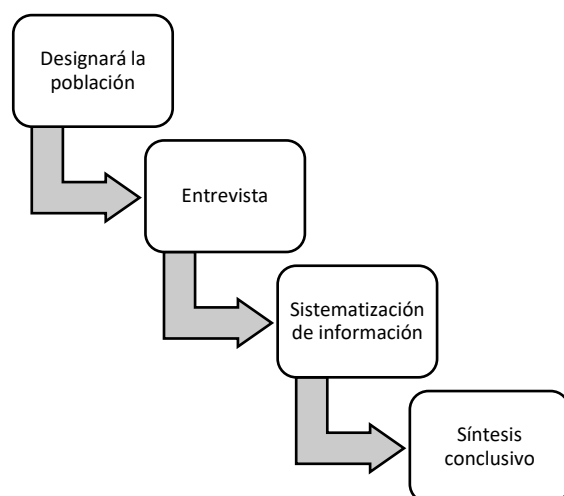 Designará la
población
Entrevista
Sistematización
de información
Síntesis
conclusivo